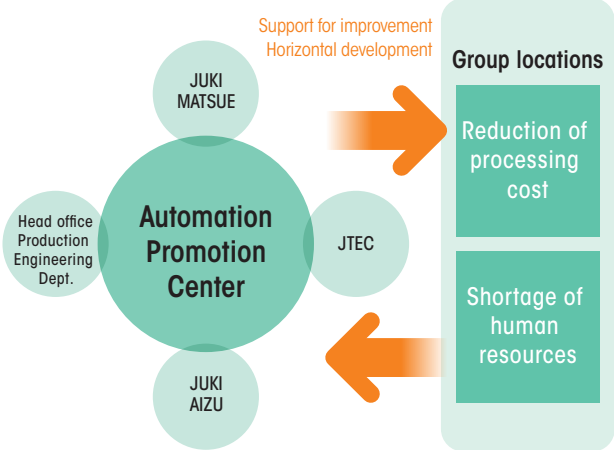 Support for improvement
Horizontal development
Group locations
JUKI
MATSUE
Reduction of
processing
cost
Head office
Production
Engineering
Dept.
Automation
Promotion
Center
JTEC
Shortage of
human
resources
JUKI
AIZU